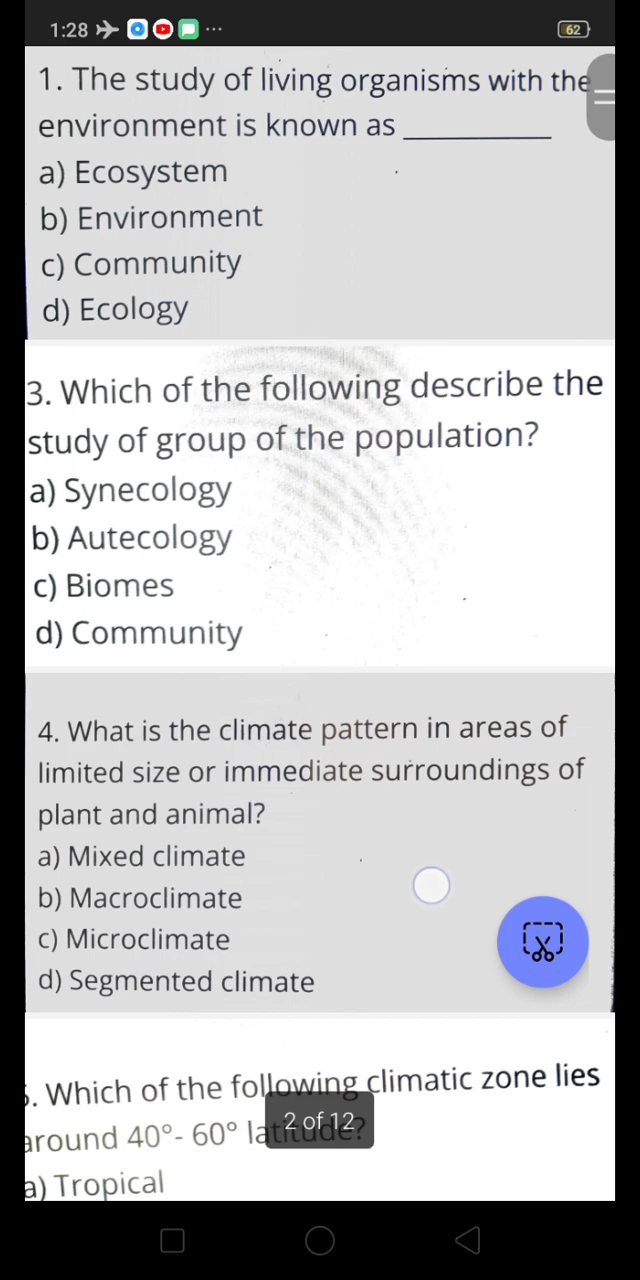 1:28
62
1. The study of living organisms with the
environment is known as __________
a) Ecosystem
b) Environment
c) Community
d) Ecology
3. Which of the following describe the
study of group of the population?
a) Synecology
b) Autecology
c) Biomes
d) Community
4. What is the climate pattern in areas of
limited size or immediate surroundings of
plant and animal?
a) Mixed climate
b) Macroclimate
c) Microclimate
d) Segmented climate
. Which of the following climatic zone lies
around 40°- 60° latitude?
2 of 12
a) Tropical